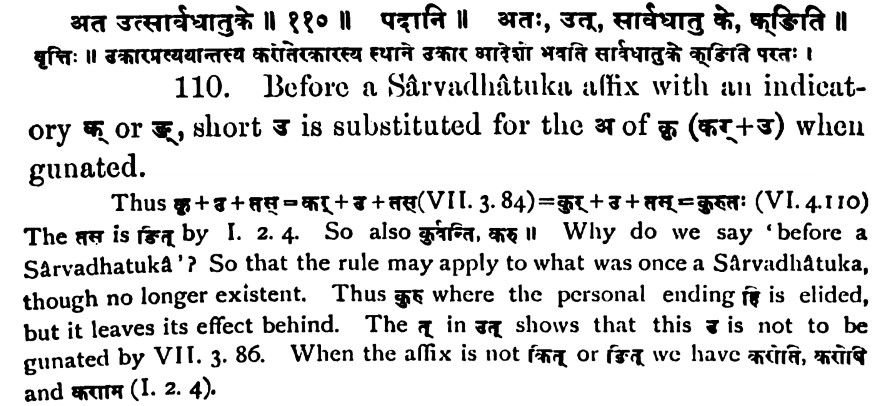 अत उत्सार्वधातुके ॥ ११० ॥ पदानि ॥ अतः, उत्, सार्वधातु के, क्ङिति ॥
वृत्तिः ॥ उकारप्रत्ययान्तस्य करोतेरकारस्य स्थाने उकार आदेशो भवति सार्वधातुके क्ङिति परतः ।
110. Before a Sârvadhâtuka affix with an indicat-
ory क् or ङ्, short उ is substituted for the अ of कृ (कर्+उ) when
gunated.
Thus कृ+उ+तस्=कर्+उ+तस्(VII. 3. 84)=कुर्+उ+तस्=कुरुतः (VI. 4.110)
The तस is ङित् by I. 2. 4. So also कुर्वन्ति, करु ॥ Why do we say 'before a
Sârvadhatukâ'? So that the rule may apply to what was once a Sârvadhâtuka,
though no longer existent. Thus कुरु where the personal ending हि is elided,
but it leaves its effect behind. The त् in उत् shows that this उ is not to be
gunated by VII. 3. 86. When the affix is not कित् or ङित् we have करोति, करोषि
and (I. 2. 4).